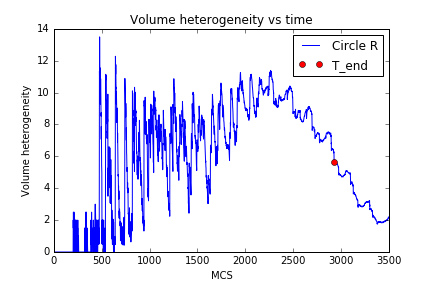 Volume heterogeneity vs time
14
12
10
8
6
4
2
0
Volume heterogeneity
Circle R
T_end
0 500 1000 1500 2000 2500 3000 3500
MCS